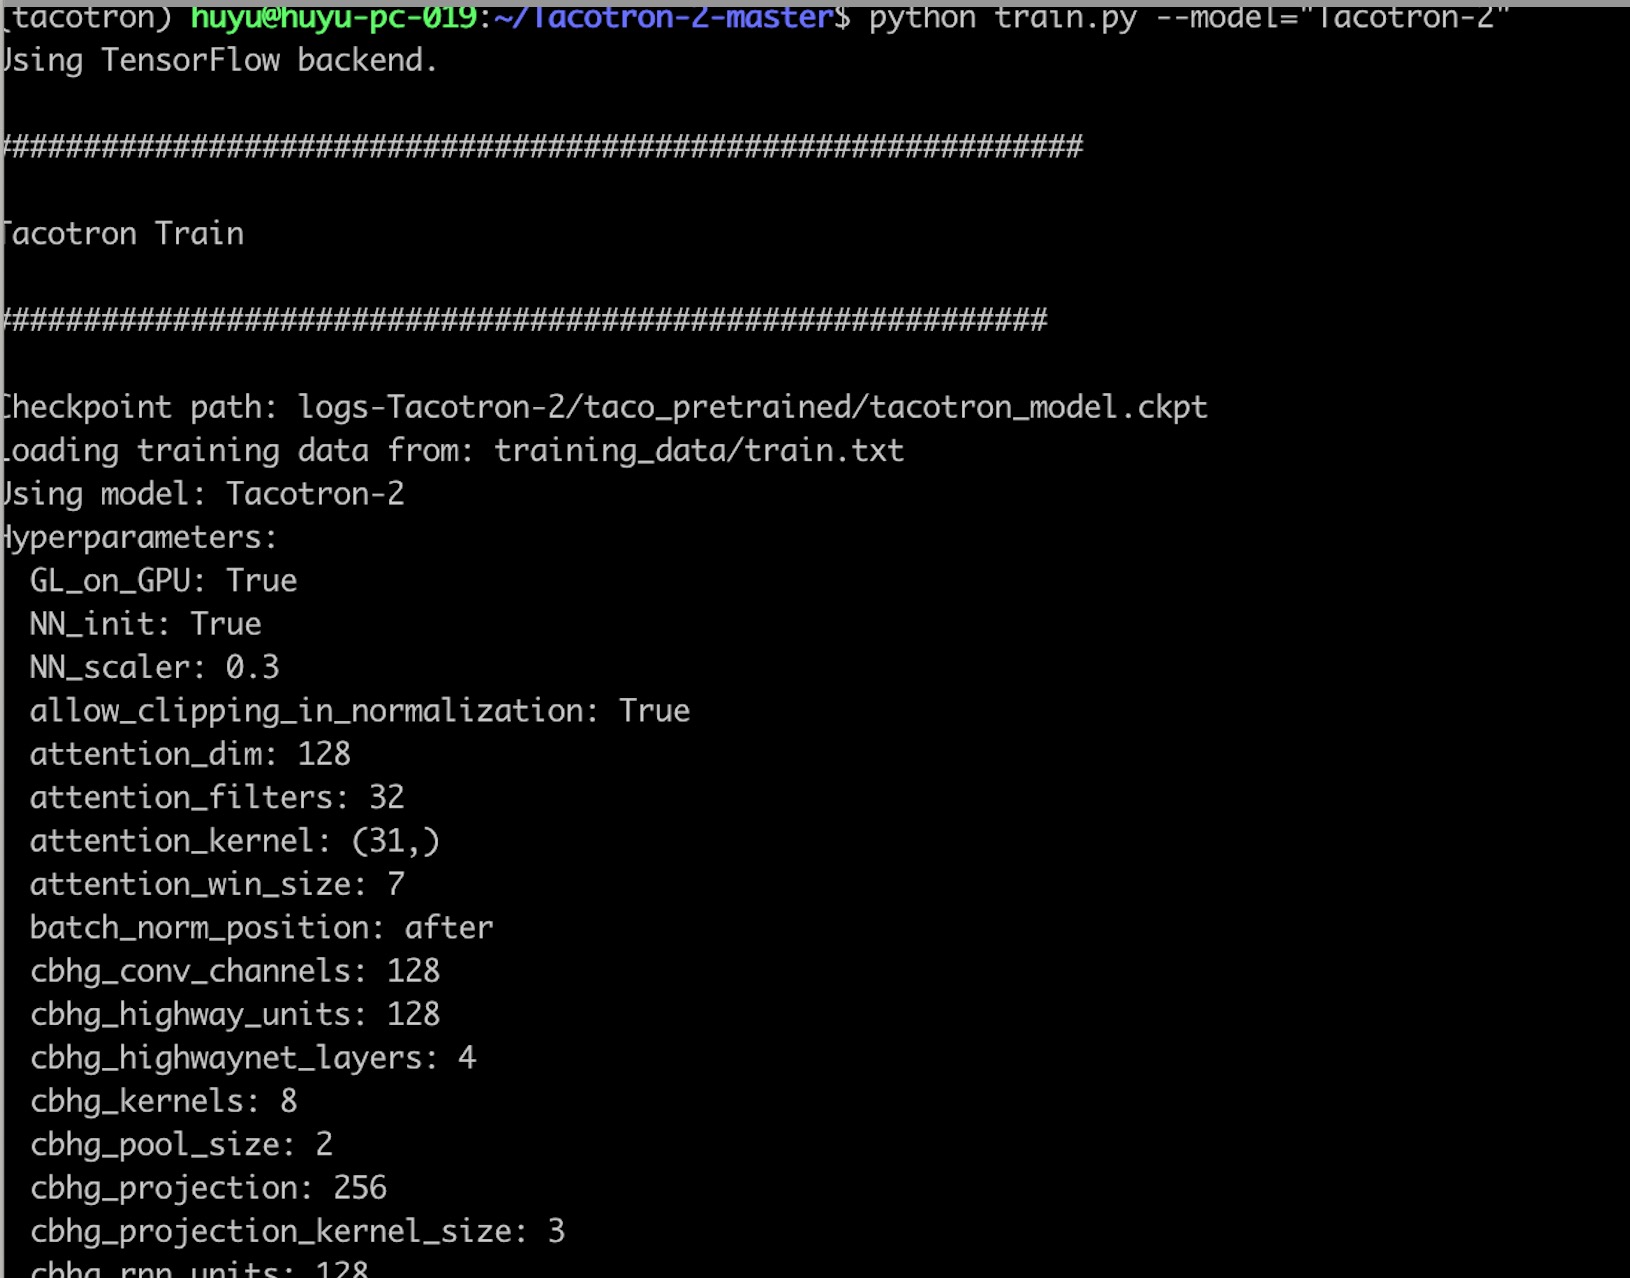 (tacotron) huyu@huyu-pc-019:~/Tacotron-2-master$ python train.py --model="Tacotron-2"
Using TensorFlow backend.
#############################################################
Tacotron Train
###########################################################
Checkpoint path: logs-Tacotron-2/taco_pretrained/tacotron_model.ckpt
Loading training data from: training_data/train.txt
Using model: Tacotron-2
Hyperparameters:
GL_on_GPU: True
NN_init: True
NN_scaler: 0.3
allow_clipping_in_normalization: True
attention_dim: 128
attention_filters: 32
attention_kernel: (31,)
attention_win_size: 7
batch_norm_position: after
cbhg_conv_channels: 128
cbhg_highway_units: 128
cbhg_highwaynet_layers: 4
cbhg_kernels: 8
cbhg_pool_size: 2
cbhg_projection: 256
cbhg_projection_kernel_size: 3
cbhg_rnn_units: 128